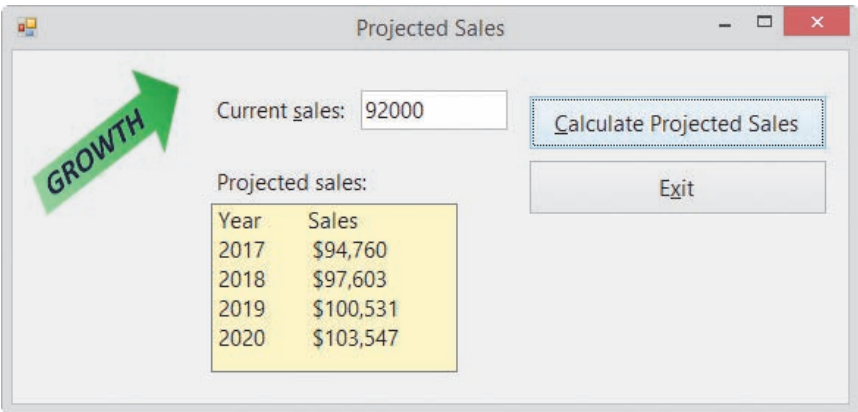 Projected Sales
GROWTH
Current sales: 92000
Calculate Projected Sales
Exit
Projected sales:
Year Sales
2017 $94,760
2018 $97,603
2019 $100,531
2020 $103,547